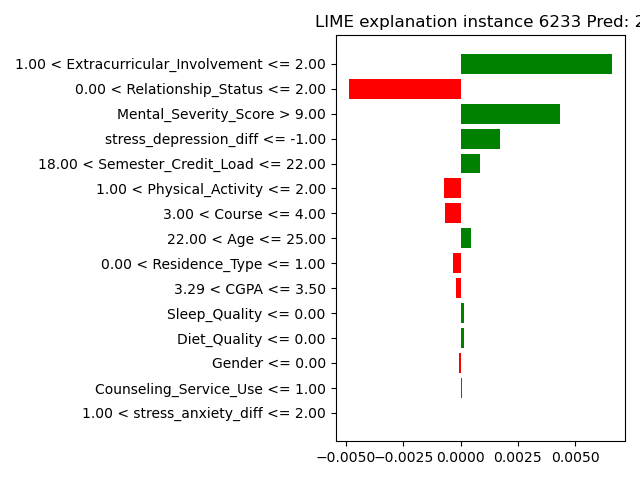 LIME explanation instance 6233 Pred: 2
1.00 < Extracurricular_Involvement <= 2.00
0.00 < Relationship_Status <= 2.00
Mental_Severity_Score > 9.00
stress_depression_diff <= -1.00
18.00 < Semester_Credit_Load <= 22.00
1.00 < Physical_Activity <= 2.00
3.00 < Course <= 4.00
22.00 < Age <= 25.00
0.00 < Residence_Type <= 1.00
3.29 < CGPA <= 3.50
Sleep_Quality <= 0.00
Diet_Quality <= 0.00
Gender <= 0.00
Counseling_Service_Use <= 1.00
1.00 < stress_anxiety_diff <= 2.00
−0.0050 −0.0025 0.0000 0.0025 0.0050